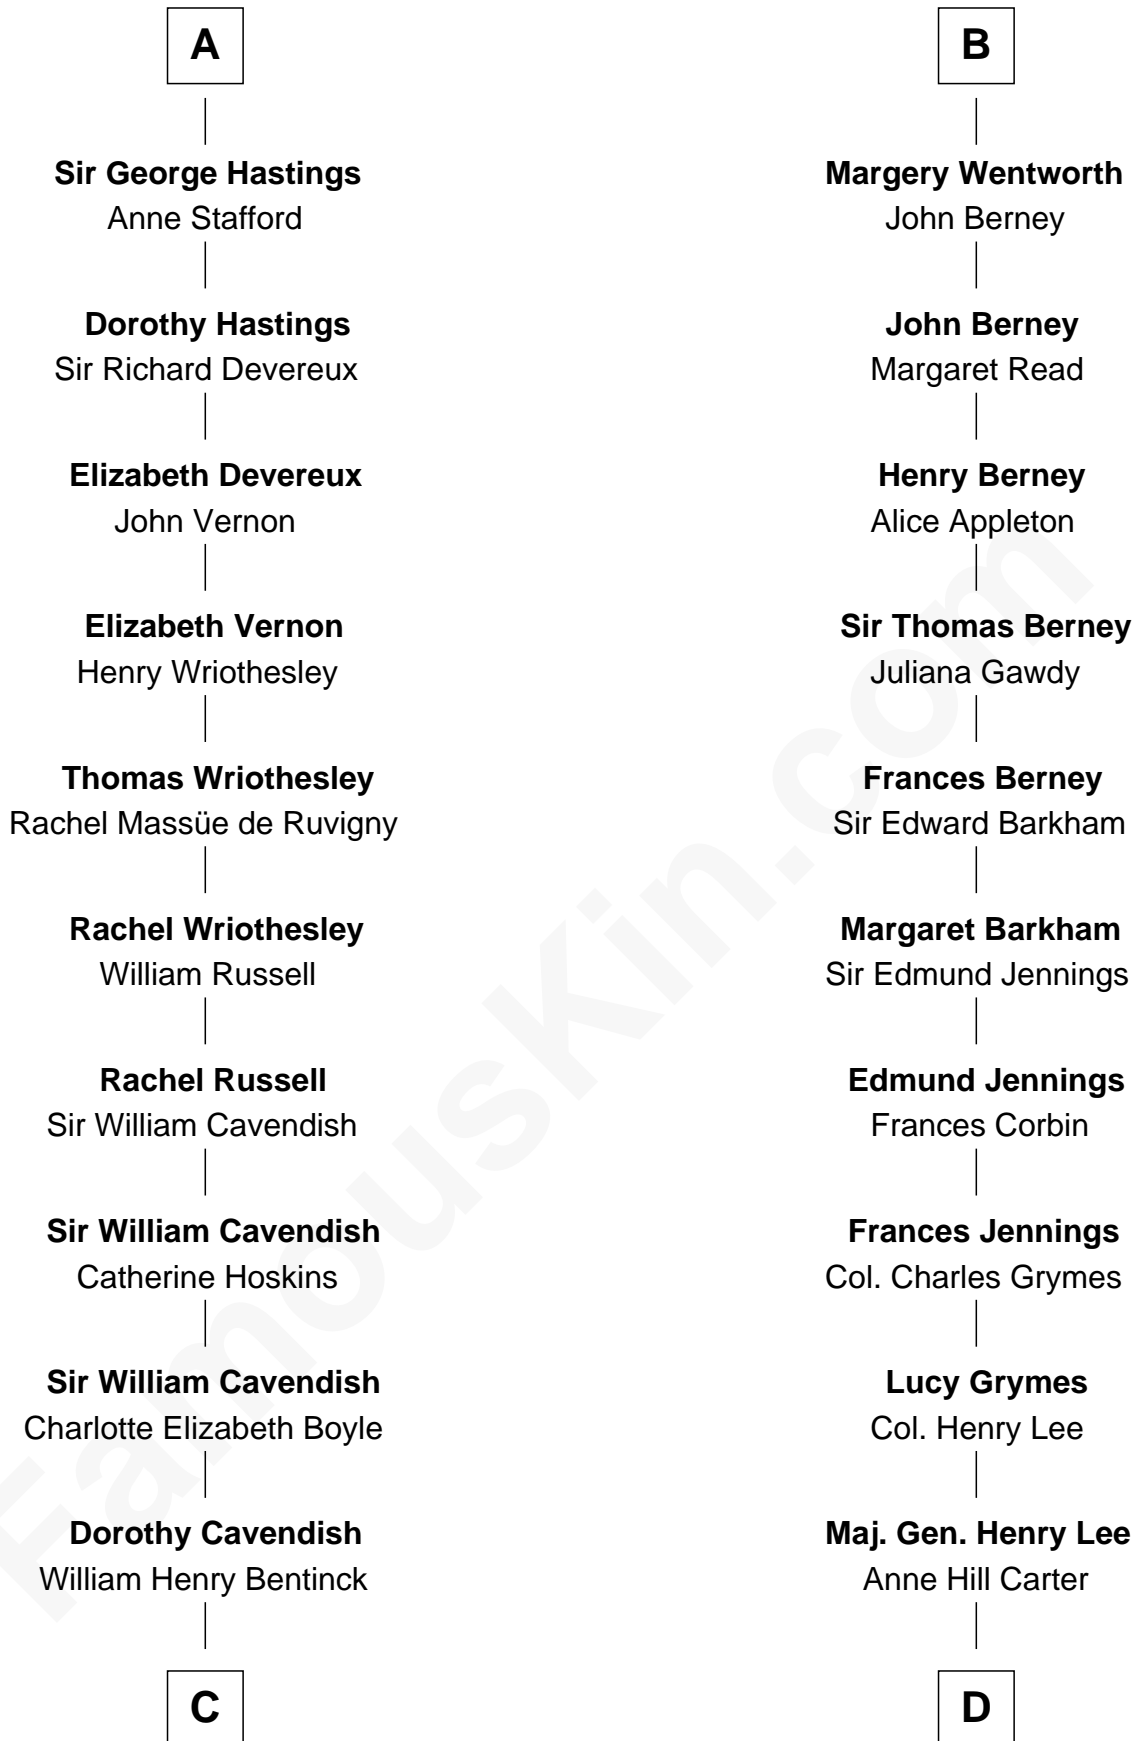 A
Sir George Hastings
Anne Stafford
Dorothy Hastings
Sir Richard Devereux
Elizabeth Devereux
John Vernon
Elizabeth Vernon
Henry Wriothesley
Thomas Wriothesley
Rachel Massüe de Ruvigny
Rachel Wriothesley
William Russell
Rachel Russell
Sir William Cavendish
Sir William Cavendish
Catherine Hoskins
Sir William Cavendish
Charlotte Elizabeth Boyle
Dorothy Cavendish
William Henry Bentinck
C
B
Margery Wentworth
John Berney
John Berney
Margaret Read
Henry Berney
Alice Appleton
Sir Thomas Berney
Juliana Gawdy
Frances Berney
Sir Edward Barkham
Margaret Barkham
Sir Edmund Jennings
Edmund Jennings
Frances Corbin
Frances Jennings
Col. Charles Grymes
Lucy Grymes
Col. Henry Lee
Maj. Gen. Henry Lee
Anne Hill Carter
D
FamousKin.com